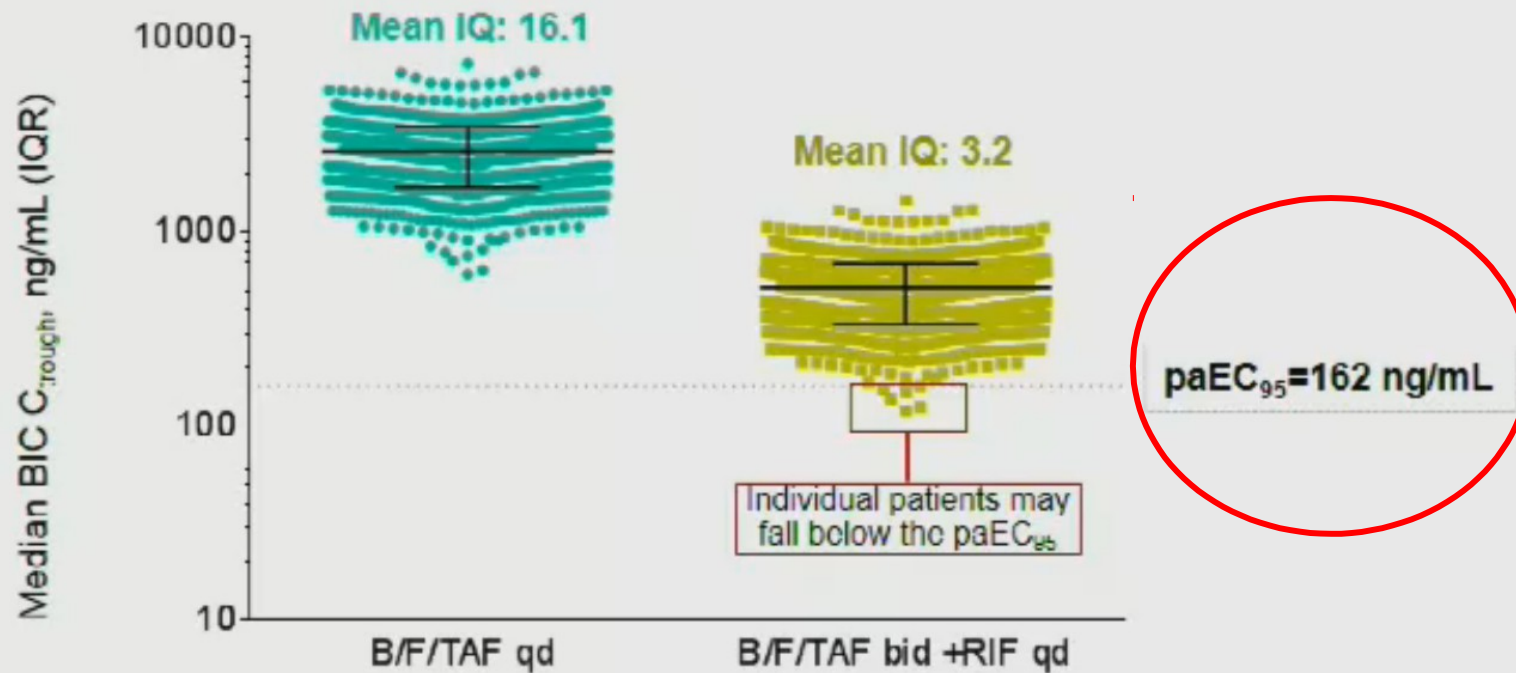 Mean IQ: 16.1
Mean IQ: 3.2
Median BIC Ctrough, ng/mL (IQR)
10000
1000
100
10
paEC95=162 ng/mL
Individual patients may
fall below the paEC95
B/F/TAF qd
B/F/TAF bid +RIF qd